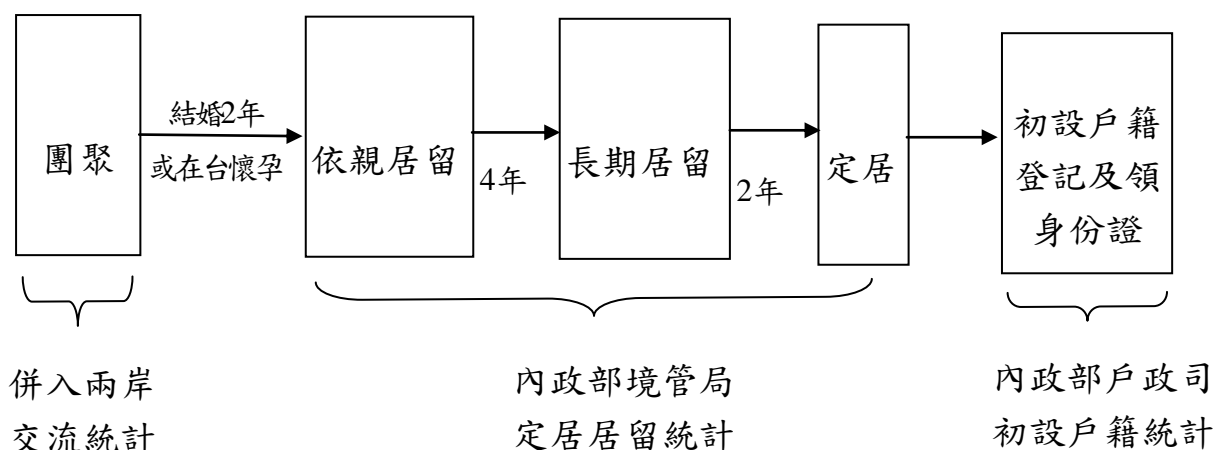 團聚
結婚2年
或在台懷孕
依親居留
4年
長期居留
2年
定居
初設戶籍
登記及領
身份證
併入兩岸
交流統計
內政部境管局
定居居留統計
內政部戶政司
初設戶籍統計